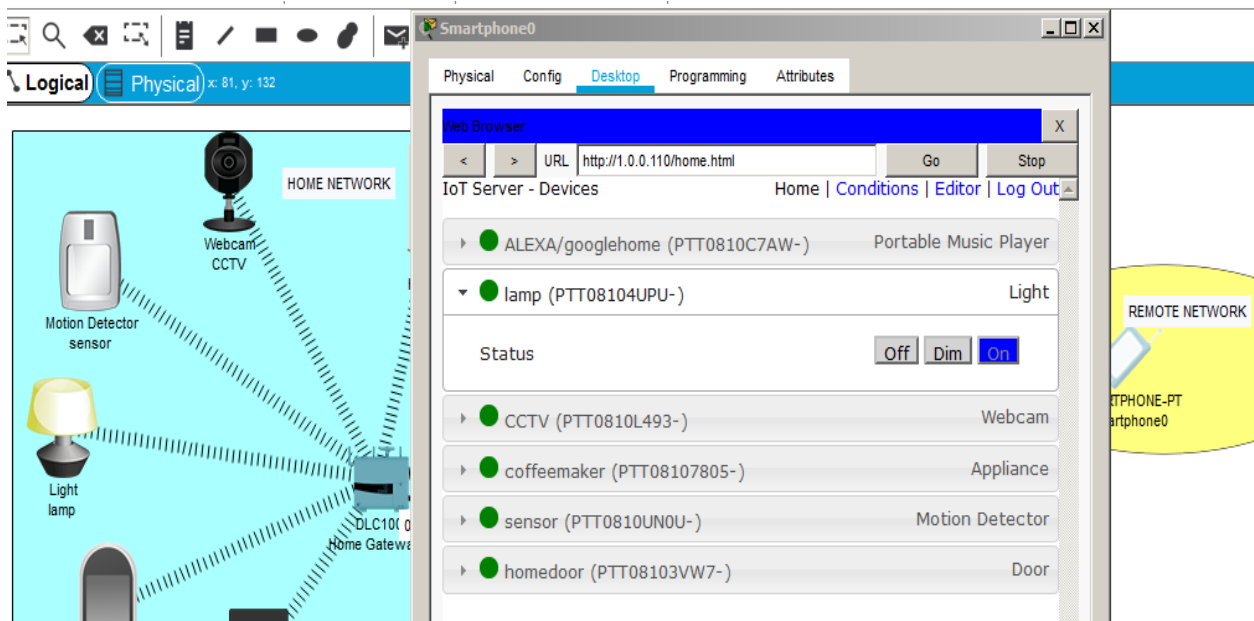 Smartphone0
Physical Config Desktop Programming Attributes
Logical Physical x: 81, y: 132
Web Browser X
< > URL http://1.0.0.110/home.html Go Stop
IoT Server - Devices Home | Conditions | Editor | Log Out
ALEXA/googlehome (PTT0810C7AW-) Portable Music Player
lamp (PTT08104UPU-) Light
Status Off Dim On
CCTV (PTT0810L493-) Webcam
coffeemaker (PTT08107805-) Appliance
sensor (PTT0810UN0U-) Motion Detector
homedoor (PTT08103VW7-) Door
HOME NETWORK
Webcam
CCTV
Motion Detector
sensor
Light
lamp
DLC100
Home Gatewa
REMOTE NETWORK
RTPHONE-PT
artphone0